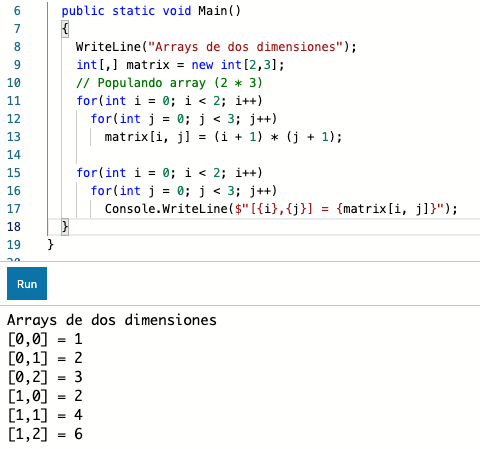 6 public static void Main()
7 {
8 WriteLine("Arrays de dos dimensiones");
9 int[,] matrix = new int[2,3];
10 // Populando array (2 * 3)
11 for(int i = 0; i < 2; i++)
12 for(int j = 0; j < 3; j++)
13 matrix[i, j] = (i + 1) * (j + 1);
14
15 for(int i = 0; i < 2; i++)
16 for(int j = 0; j < 3; j++)
17 Console.WriteLine($"[{i},{j}] = {matrix[i, j]}");
18 }
19 }
Run
Arrays de dos dimensiones
[0,0] = 1
[0,1] = 2
[0,2] = 3
[1,0] = 2
[1,1] = 4
[1,2] = 6